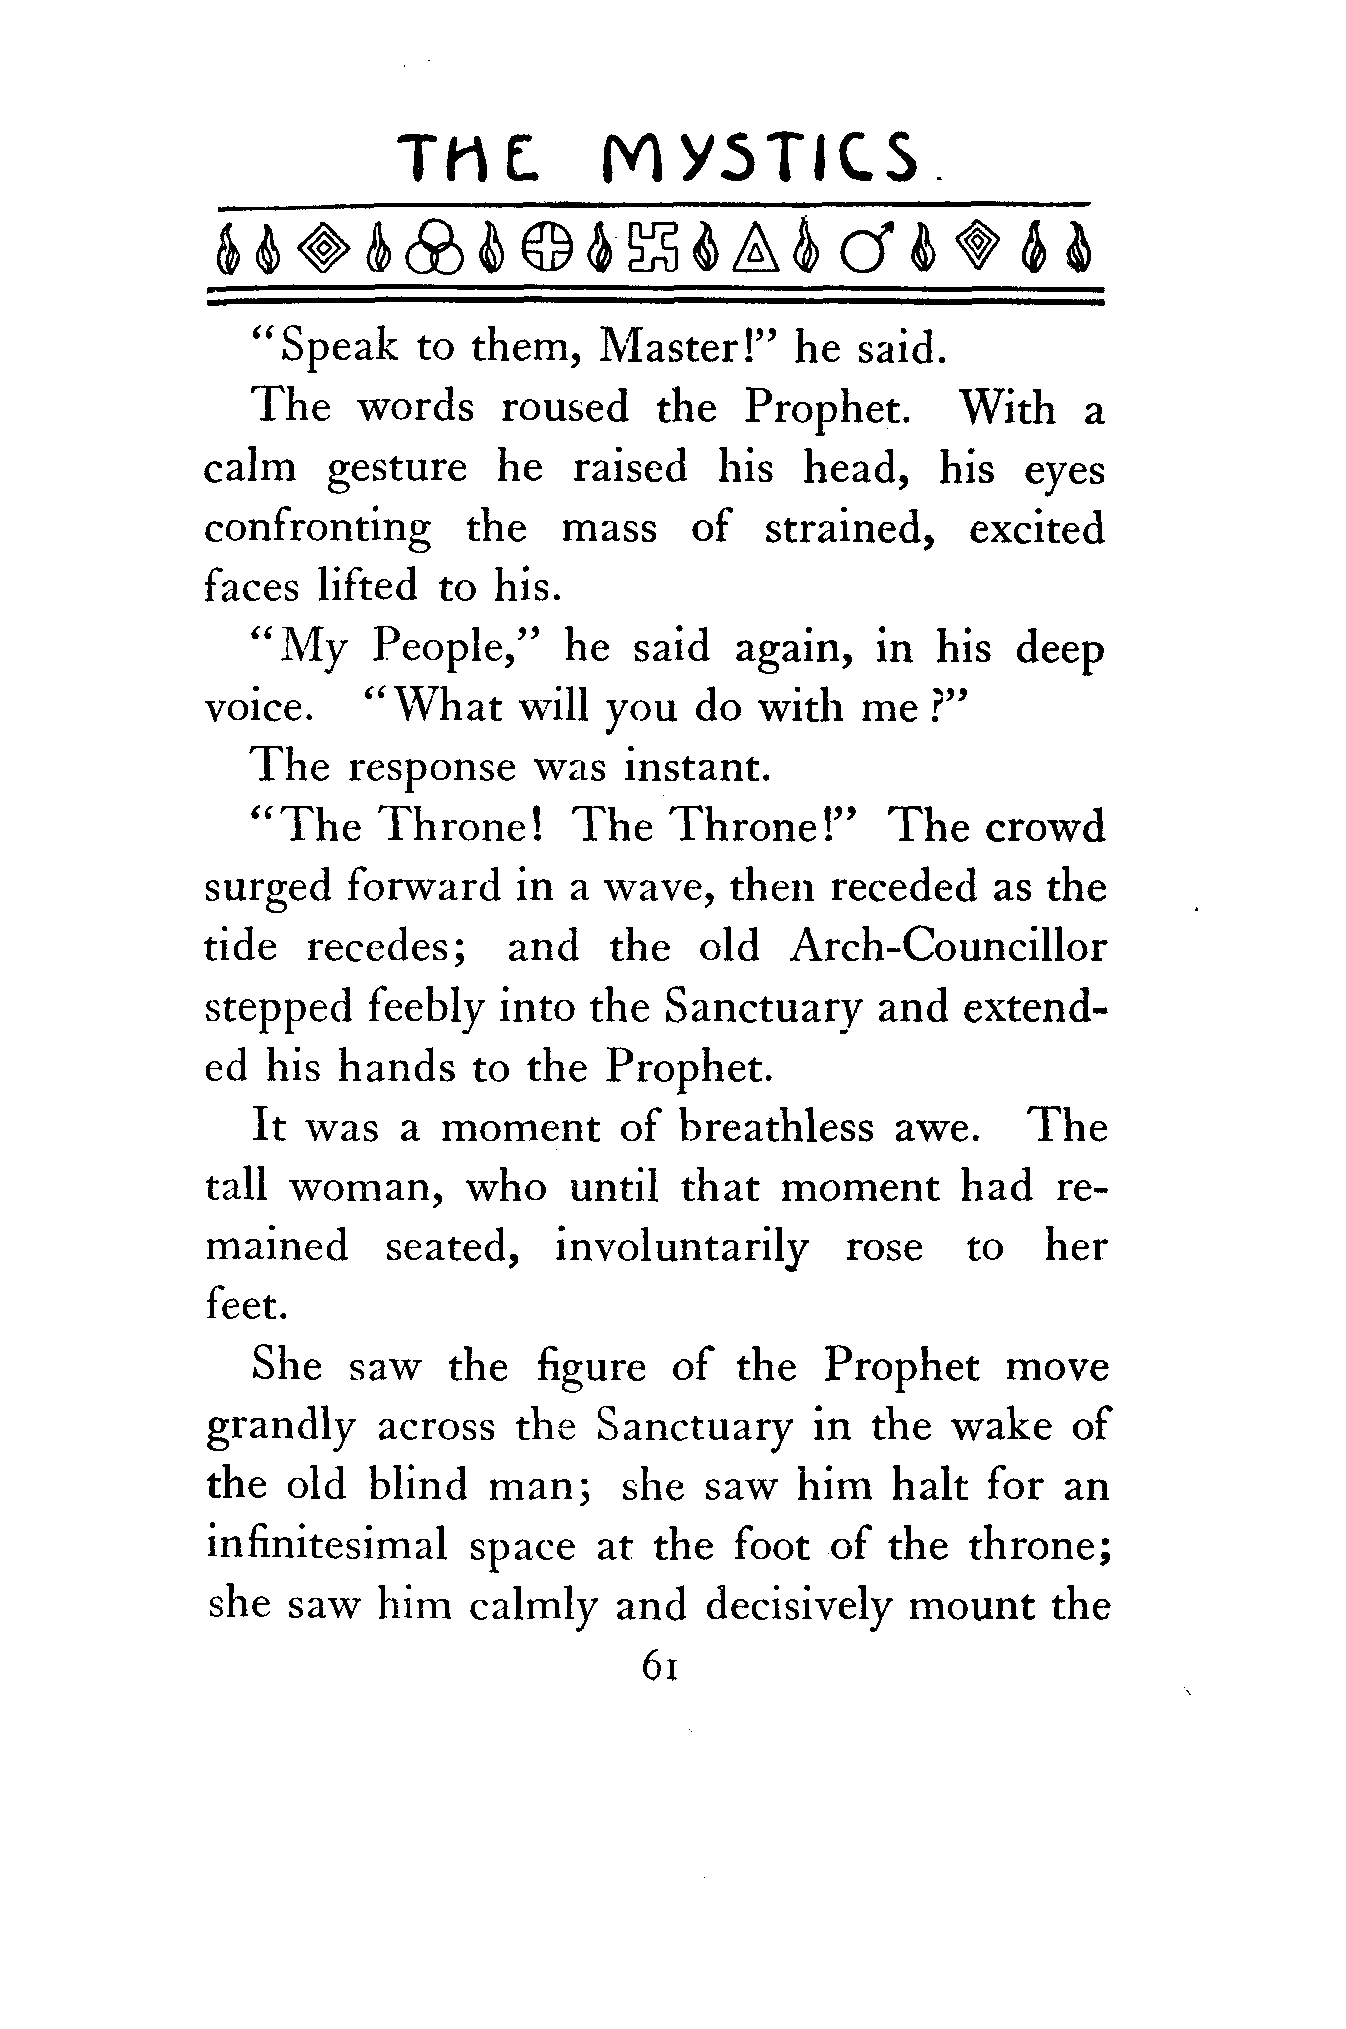 THE MYSTICS.
"Speak to them, Master!" he said.
The words roused the Prophet. With a
calm gesture he raised his head, his eyes
confronting the mass of strained, excited
faces lifted to his.
"My People," he said again, in his deep
voice. "What will you do with me?"
The response was instant.
"The Throne! The Throne!" The crowd
surged forward in a wave, then receded as the
tide recedes; and the old Arch-Councillor
stepped feebly into the Sanctuary and extend-
ed his hands to the Prophet.
It was a moment of breathless awe. The
tall woman, who until that moment had re-
mained seated, involuntarily rose to her
feet.
She saw the figure of the Prophet move
grandly across the Sanctuary in the wake of
the old blind man; she saw him halt for an
infinitesimal space at the foot of the throne;
she saw him calmly and decisively mount the
61